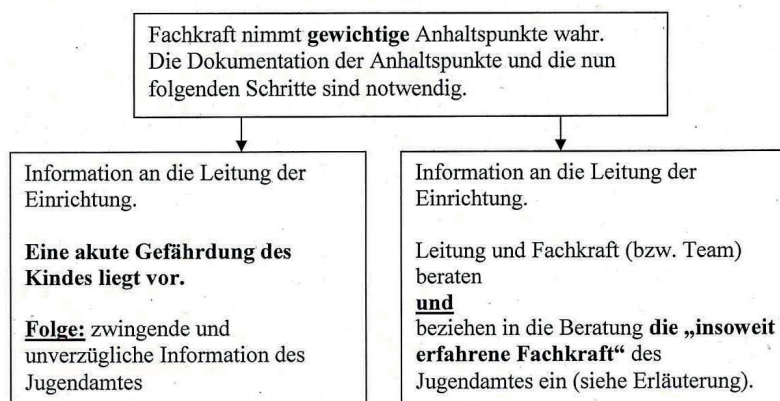 Fachkraft nimmt gewichtige Anhaltspunkte wahr.
Die Dokumentation der Anhaltspunkte und die nun
folgenden Schritte sind notwendig.
Information an die Leitung der
Einrichtung.
Eine akute Gefährdung des
Kindes liegt vor.
Folge: zwingende und
unverzügliche Information des
Jugendamtes
Information an die Leitung der
Einrichtung.
Leitung und Fachkraft (bzw. Team)
beraten
und
beziehen in die Beratung die „insoweit
erfahrene Fachkraft“ des
Jugendamtes ein (siehe Erläuterung).